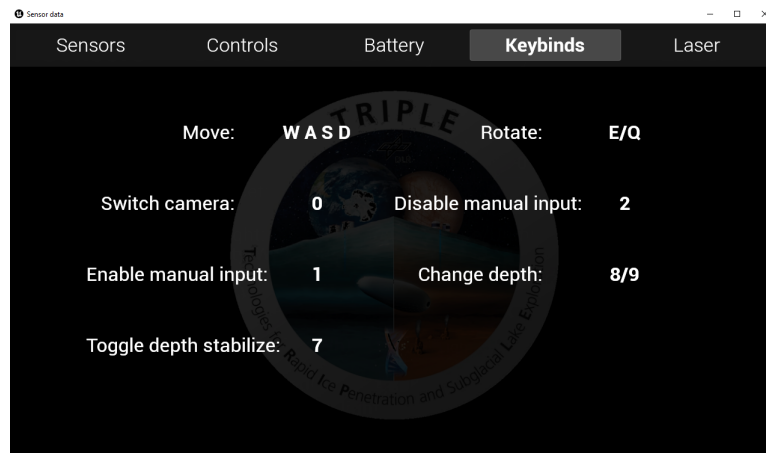 Sensor data
Sensors Controls Battery Keybinds Laser
TRIPLE
Move: W A S D Rotate: E/Q
Switch camera: 0 Disable manual input: 2
Enable manual input: 1 Change depth: 8/9
Toggle depth stabilize: 7
Technologies for Rapid Ice Penetration and Subglacial Lake Exploration